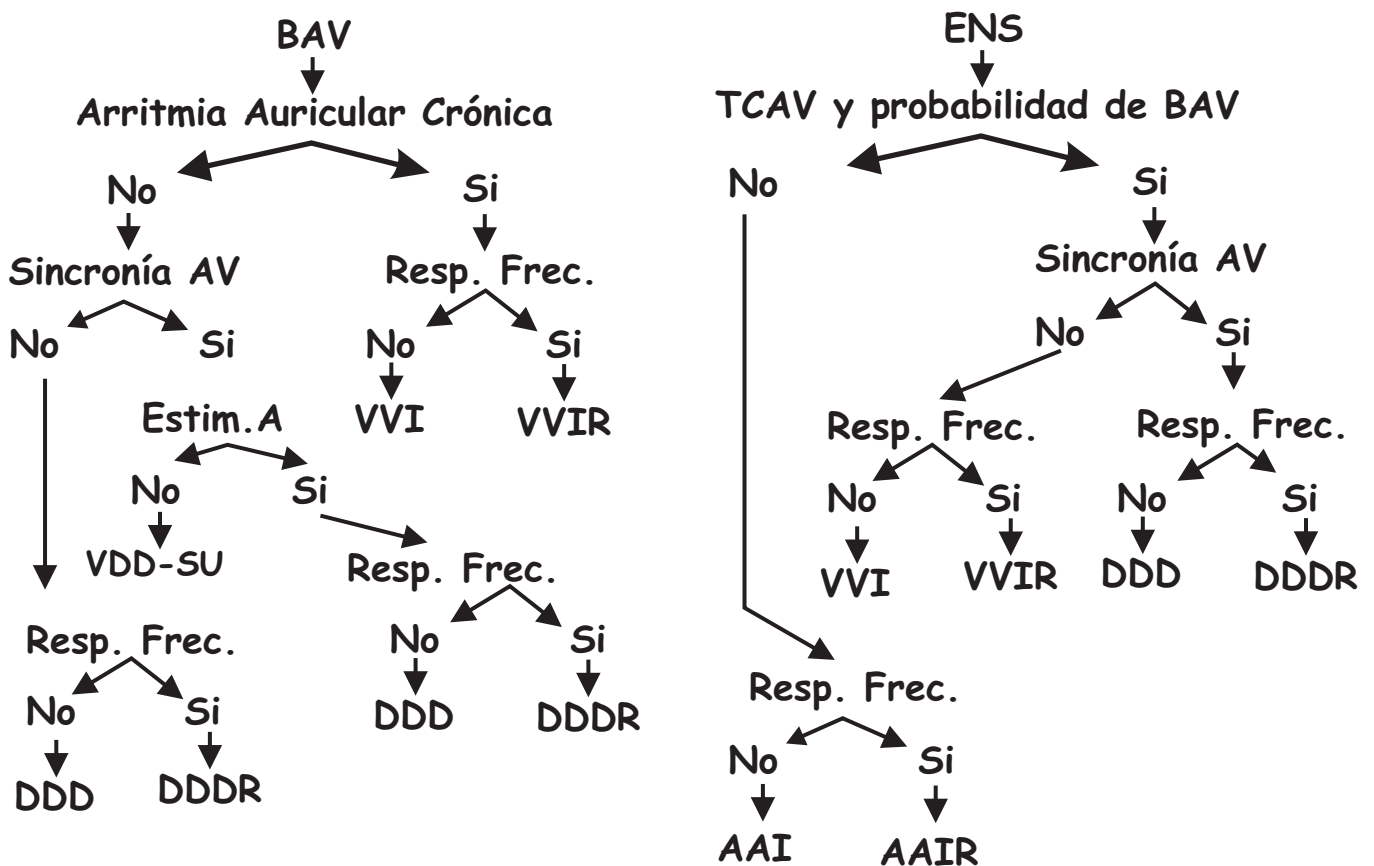 BAV
Arritmia Auricular Crónica
No
Si
Sincronía AV
Resp. Frec.
No
Si
No
Si
Estim.A
VVI
VVIR
No
Si
VDD-SU
Resp. Frec.
Resp. Frec.
No
Si
No
Si
DDD
DDDR
DDD
DDDR
ENS
TCAV y probabilidad de BAV
No
Si
Sincronía AV
No
Si
Resp. Frec.
Resp. Frec.
No
Si
No
Si
VVI
VVIR
DDD
DDDR
Resp. Frec.
No
Si
AAI
AAIR